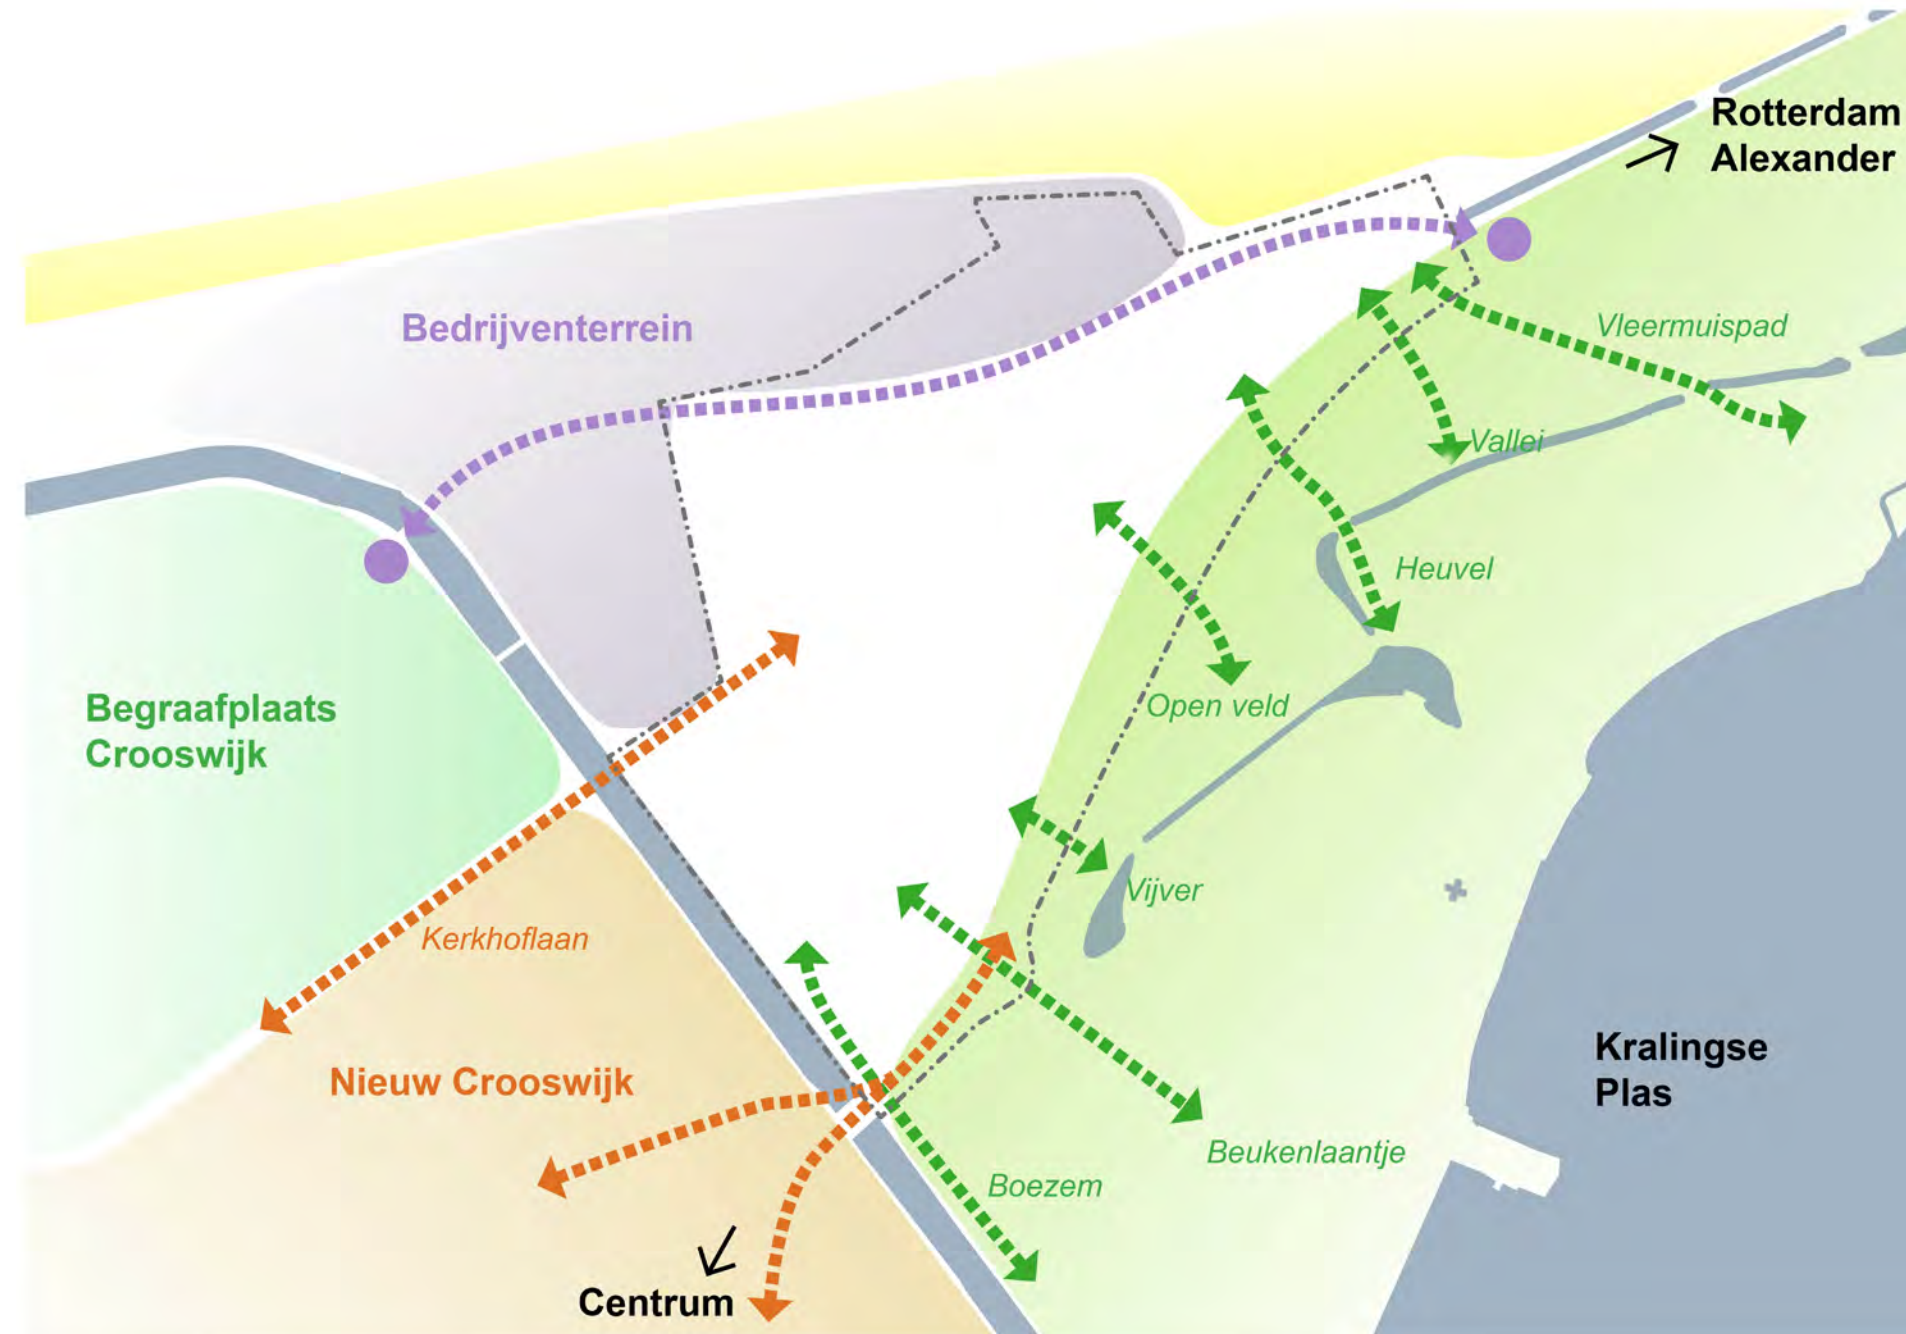 Rotterdam
Alexander
Bedrijventerrein
Vleermuispad
Vallei
Heuvel
Open veld
Begraafplaats
Crooswijk
Vijver
Kerkhoflaan
Nieuw Crooswijk
Kralingse
Plas
Beukenlaantje
Boezem
Centrum